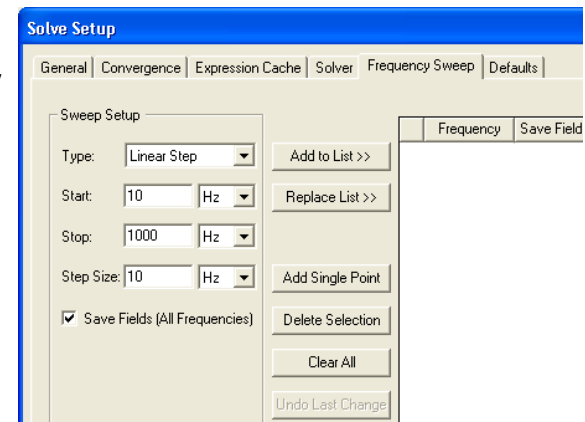 Solve Setup
General Convergence Expression Cache Solver Frequency Sweep Defaults
Sweep Setup
Type: Linear Step
Start: 10 Hz
Stop: 1000 Hz
Step Size: 10 Hz
Save Fields (All Frequencies)
Add to List >>
Replace List >>
Add Single Point
Delete Selection
Clear All
Undo Last Change
Frequency Save Field